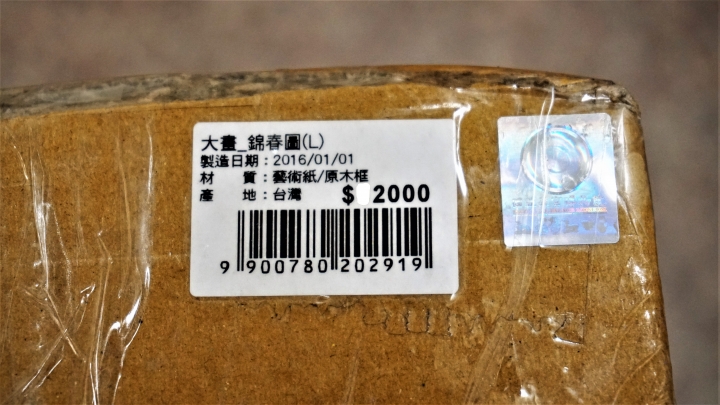 大畫_錦春圖(L)
製造日期：2016/01/01
材　質：藝術紙/原木框
產　地：台灣 $ 2000
9 900780 202919